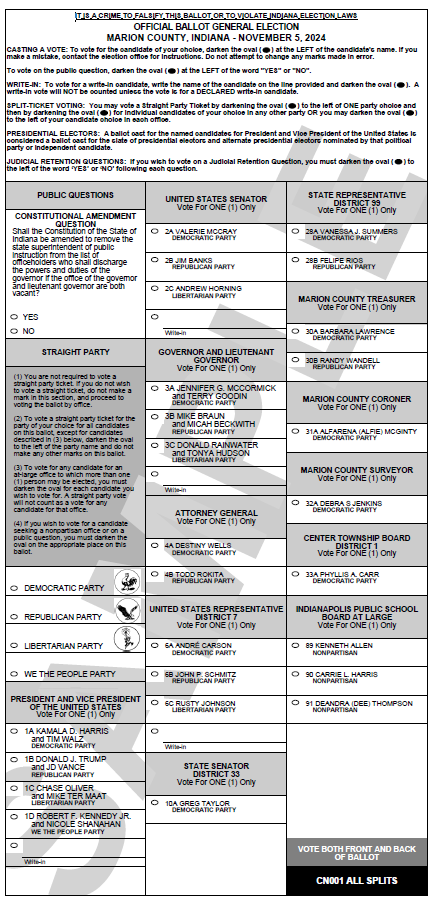 IT IS A CRIME TO FALSIFY THIS BALLOT OR TO VIOLATE INDIANA ELECTION LAWS
OFFICIAL BALLOT GENERAL ELECTION
MARION COUNTY, INDIANA - NOVEMBER 5, 2024
CASTING A VOTE: To vote for the candidate of your choice, darken the oval ( ) at the LEFT of the candidate's name. If you
make a mistake, contact the election office for instructions. Do not attempt to change any marks made in error.
To vote on the public question, darken the oval ( ) at the LEFT of the word "YES" or "NO".
WRITE-IN: To vote for a write-in candidate, write the name of the candidate on the line provided and darken the oval ( ). A
write-in vote will NOT be counted unless the vote is for a DECLARED write-in candidate.
SPLIT-TICKET VOTING: You may vote a Straight Party Ticket by darkening the oval ( ) to the left of ONE party choice and
then by darkening the oval ( ) for individual candidates of your choice in any other party OR you may darken the oval ( )
to the left of your candidate choice in each office.
PRESIDENTIAL ELECTORS: A ballot cast for the named candidates for President and Vice President of the United States is
considered a ballot cast for the slate of presidential electors and alternate presidential electors nominated by that political
party or independent candidate.
JUDICIAL RETENTION QUESTIONS: If you wish to vote on a Judicial Retention Question, you must darken the oval ( ) to
the left of the word 'YES' or 'NO' following each question.
PUBLIC QUESTIONS
CONSTITUTIONAL AMENDMENT
QUESTION
Shall the Constitution of the State of
Indiana be amended to remove the
state superintendent of public
instruction from the list of
officeholders who shall discharge
the powers and duties of the
governor if the office of the governor
and lieutenant governor are both
vacant?
YES
NO
STRAIGHT PARTY
(1) You are not required to vote a
straight party ticket. If you do not wish
to vote a straight ticket, do not make a
mark in this section, and proceed to
voting the ballot by office.
(2) To vote a straight party ticket for the
party of your choice for all candidates
on this ballot, except for candidates
described in (3) below, darken the oval
to the left of the party name and do not
make any other marks on this ballot.
(3) To vote for any candidate for an
at-large office to which more than one
(1) person may be elected, you must
darken the oval for each candidate you
wish to vote for. A straight party vote
will not count as a vote for any
candidate for that office.
(4) If you wish to vote for a candidate
seeking a nonpartisan office or on a
public question, you must darken the
oval on the appropriate place on this
ballot.
DEMOCRATIC PARTY
REPUBLICAN PARTY
LIBERTARIAN PARTY
WE THE PEOPLE PARTY
PRESIDENT AND VICE PRESIDENT
OF THE UNITED STATES
Vote For ONE (1) Only
1A KAMALA D. HARRIS
and TIM WALZ
DEMOCRATIC PARTY
1B DONALD J. TRUMP
and JD VANCE
REPUBLICAN PARTY
1C CHASE OLIVER
and MIKE TER MAAT
LIBERTARIAN PARTY
1D ROBERT F. KENNEDY JR.
and NICOLE SHANAHAN
WE THE PEOPLE PARTY
Write-in
UNITED STATES SENATOR
Vote For ONE (1) Only
2A VALERIE MCCRAY
DEMOCRATIC PARTY
2B JIM BANKS
REPUBLICAN PARTY
2C ANDREW HORNING
LIBERTARIAN PARTY
Write-in
GOVERNOR AND LIEUTENANT
GOVERNOR
Vote For ONE (1) Only
3A JENNIFER G. MCCORMICK
and TERRY GOODIN
DEMOCRATIC PARTY
3B MIKE BRAUN
and MICAH BECKWITH
REPUBLICAN PARTY
3C DONALD RAINWATER
and TONYA HUDSON
LIBERTARIAN PARTY
Write-in
ATTORNEY GENERAL
Vote For ONE (1) Only
4A DESTINY WELLS
DEMOCRATIC PARTY
4B TODD ROKITA
REPUBLICAN PARTY
UNITED STATES REPRESENTATIVE
DISTRICT 7
Vote For ONE (1) Only
6A ANDRÉ CARSON
DEMOCRATIC PARTY
6B JOHN P. SCHMITZ
REPUBLICAN PARTY
6C RUSTY JOHNSON
LIBERTARIAN PARTY
Write-in
STATE SENATOR
DISTRICT 33
Vote For ONE (1) Only
10A GREG TAYLOR
DEMOCRATIC PARTY
STATE REPRESENTATIVE
DISTRICT 99
Vote For ONE (1) Only
28A VANESSA J. SUMMERS
DEMOCRATIC PARTY
28B FELIPE RIOS
REPUBLICAN PARTY
MARION COUNTY TREASURER
Vote For ONE (1) Only
30A BARBARA LAWRENCE
DEMOCRATIC PARTY
30B RANDY WANDELL
REPUBLICAN PARTY
MARION COUNTY CORONER
Vote For ONE (1) Only
31A ALFARENA (ALFIE) MCGINTY
DEMOCRATIC PARTY
MARION COUNTY SURVEYOR
Vote For ONE (1) Only
32A DEBRA S JENKINS
DEMOCRATIC PARTY
CENTER TOWNSHIP BOARD
DISTRICT 1
Vote For ONE (1) Only
33A PHYLLIS A. CARR
DEMOCRATIC PARTY
INDIANAPOLIS PUBLIC SCHOOL
BOARD AT LARGE
Vote For ONE (1) Only
89 KENNETH ALLEN
NONPARTISAN
90 CARRIE L. HARRIS
NONPARTISAN
91 DEANDRA (DEE) THOMPSON
NONPARTISAN
VOTE BOTH FRONT AND BACK
OF BALLOT
CN001 ALL SPLITS
SAMPLE